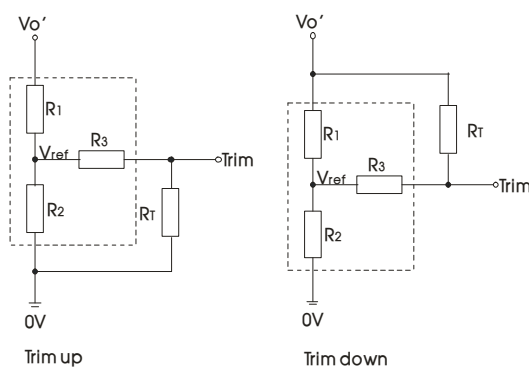 Vo'
R1
Vref
R3
Trim
R2
RT
0V
Trim up
Vo'
R1
RT
Vref
R3
Trim
R2
0V
Trim down